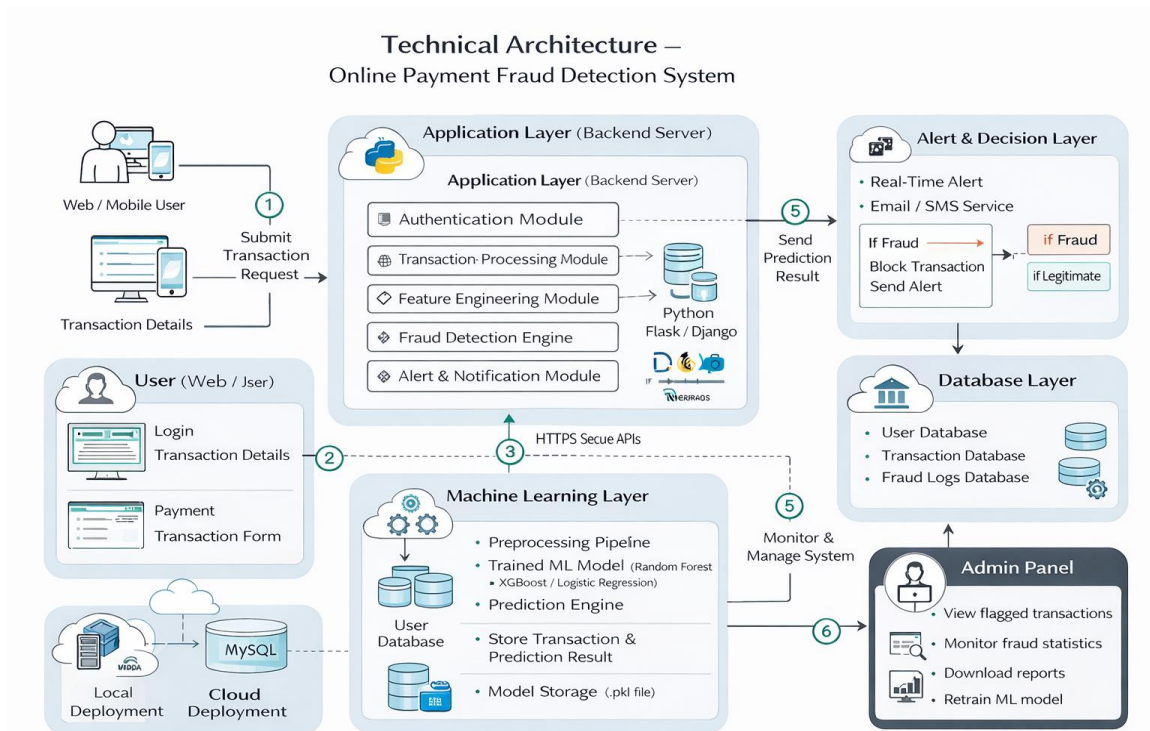 Technical Architecture –
Online Payment Fraud Detection System
Web / Mobile User
Transaction Details
1
Submit
Transaction
Request
Application Layer (Backend Server)
Application Layer (Backend Server)
Authentication Module
Transaction· Processing Module
Feature Engineering Module
Fraud Detection Engine
Alert & Notification Module
Python
Flask / Django
IF
5
Send
Prediction
Result
Alert & Decision Layer
• Real-Time Alert
• Email / SMS Service
If Fraud
Block Transaction
Send Alert
if Fraud
if Legitimate
User (Web / Jser)
Login
Transaction Details
Payment
Transaction Form
2
3
HTTPS Secue APIs
Database Layer
• User Database
• Transaction Database
• Fraud Logs Database
Machine Learning Layer
User
Database
• Preprocessing Pipeline
• Trained ML Model (Random Forest
▪ XGBoost / Logistic Regression)
• Prediction Engine
• Store Transaction &
Prediction Result
• Model Storage (.pkl file)
5
Monitor &
Manage System
6
Admin Panel
• View flagged transactions
• Monitor fraud statistics
• Download reports
• Retrain ML model
MySQL
Local
Deployment
Cloud
Deployment